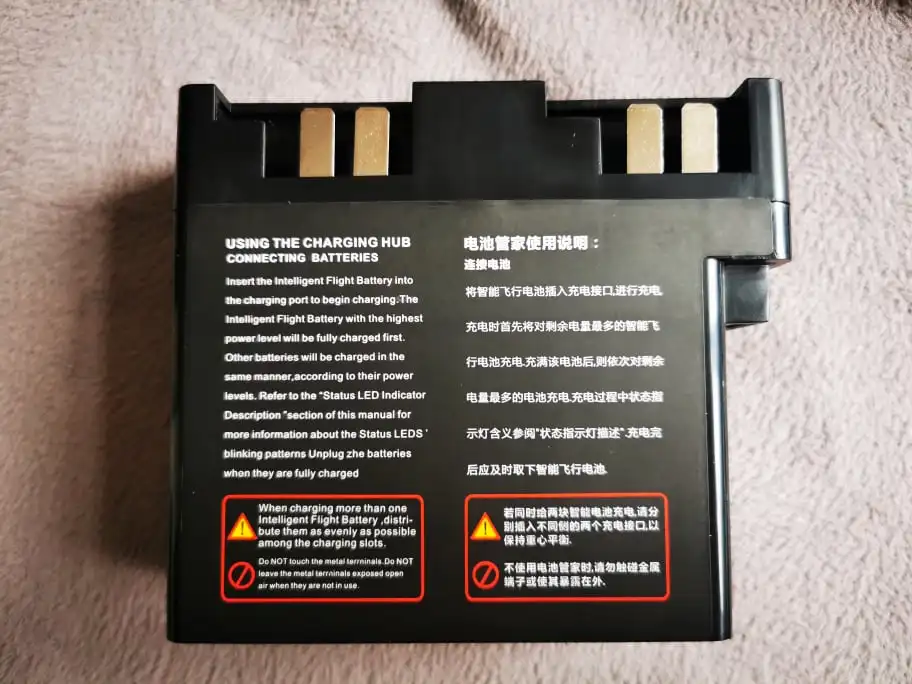 USING THE CHARGING HUB
CONNECTING BATTERIES
Insert the Intelligent Flight Battery into
the charging port to begin charging.The
Intelligent Flight Battery with the highest
power level will be fully charged first.
Other batteries will be charged in the
same manner,according to their power
levels. Refer to the "Status LED Indicator
Description "section of this manual for
more information about the Status LEDS '
blinking patterns Unplug zhe batteries
when they are fully charged
When charging more than one
Intelligent Flight Battery ,distri-
bute them as evenly as possible
among the charging slots.
Do NOT touch the metal terrninals.Do NOT
leave the metal terrninals exposed open
air when they are not in use.
电池管家使用说明：
连接电池
将智能飞行电池插入充电接口,进行充电.
充电时首先将对剩余电量最多的智能飞
行电池充电.充满该电池后,则依次对剩余
电量最多的电池充电.充电过程中状态指
示灯含义参阅"状态指示灯描述".充电完
后应及时取下智能飞行电池.
若同时给两块智能电池充电,请分
别插入不同侧的两个充电接口,以
保持重心平衡.
不使用电池管家时,请勿触碰金属
端子或使其暴露在外.